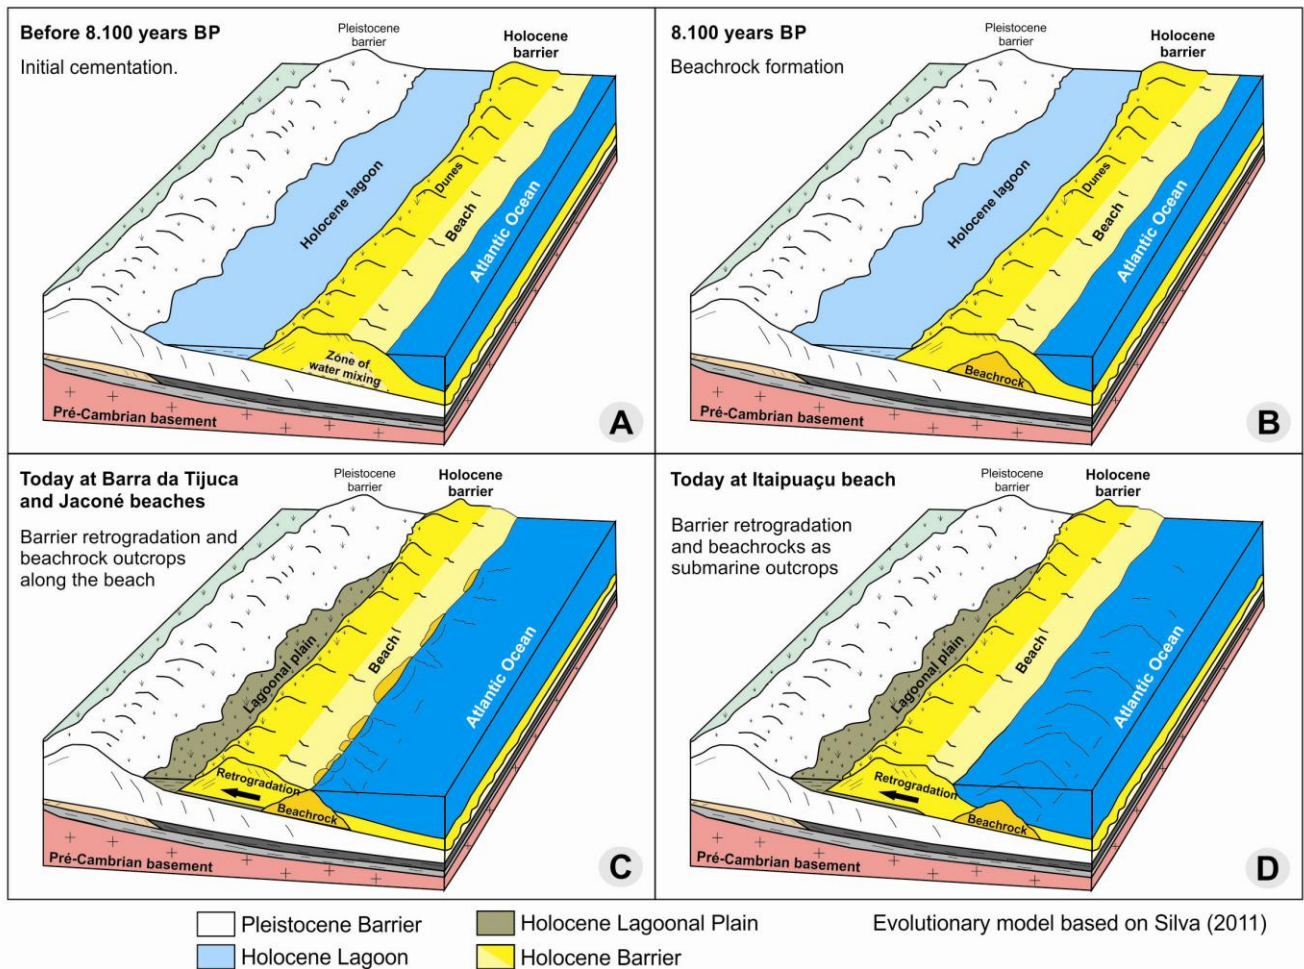 Before 8.100 years BP
Initial cementation.
Pleistocene
barrier
Holocene
barrier
Holocene lagoon
Dunes
Beach
Atlantic Ocean
Zone of
water mixing
Pré-Cambrian basement
A
8.100 years BP
Beachrock formation
Pleistocene
barrier
Holocene
barrier
Holocene lagoon
Dunes
Beach
Atlantic Ocean
Beachrock
Pré-Cambrian basement
B
Today at Barra da Tijuca
and Jaconé beaches
Barrier retrogradation and
beachrock outcrops
along the beach
Pleistocene
barrier
Holocene
barrier
Lagoonal plain
Beach
Atlantic Ocean
Retrogradation
Beachrock
Pré-Cambrian basement
C
Today at Itaipuaçu beach
Barrier retrogradation
and beachrocks as
submarine outcrops
Pleistocene
barrier
Holocene
barrier
Lagoonal plain
Beach
Atlantic Ocean
Retrogradation
Beachrock
Pré-Cambrian basement
D
Pleistocene Barrier
Holocene Lagoon
Holocene Lagoonal Plain
Holocene Barrier
Evolutionary model based on Silva (2011)